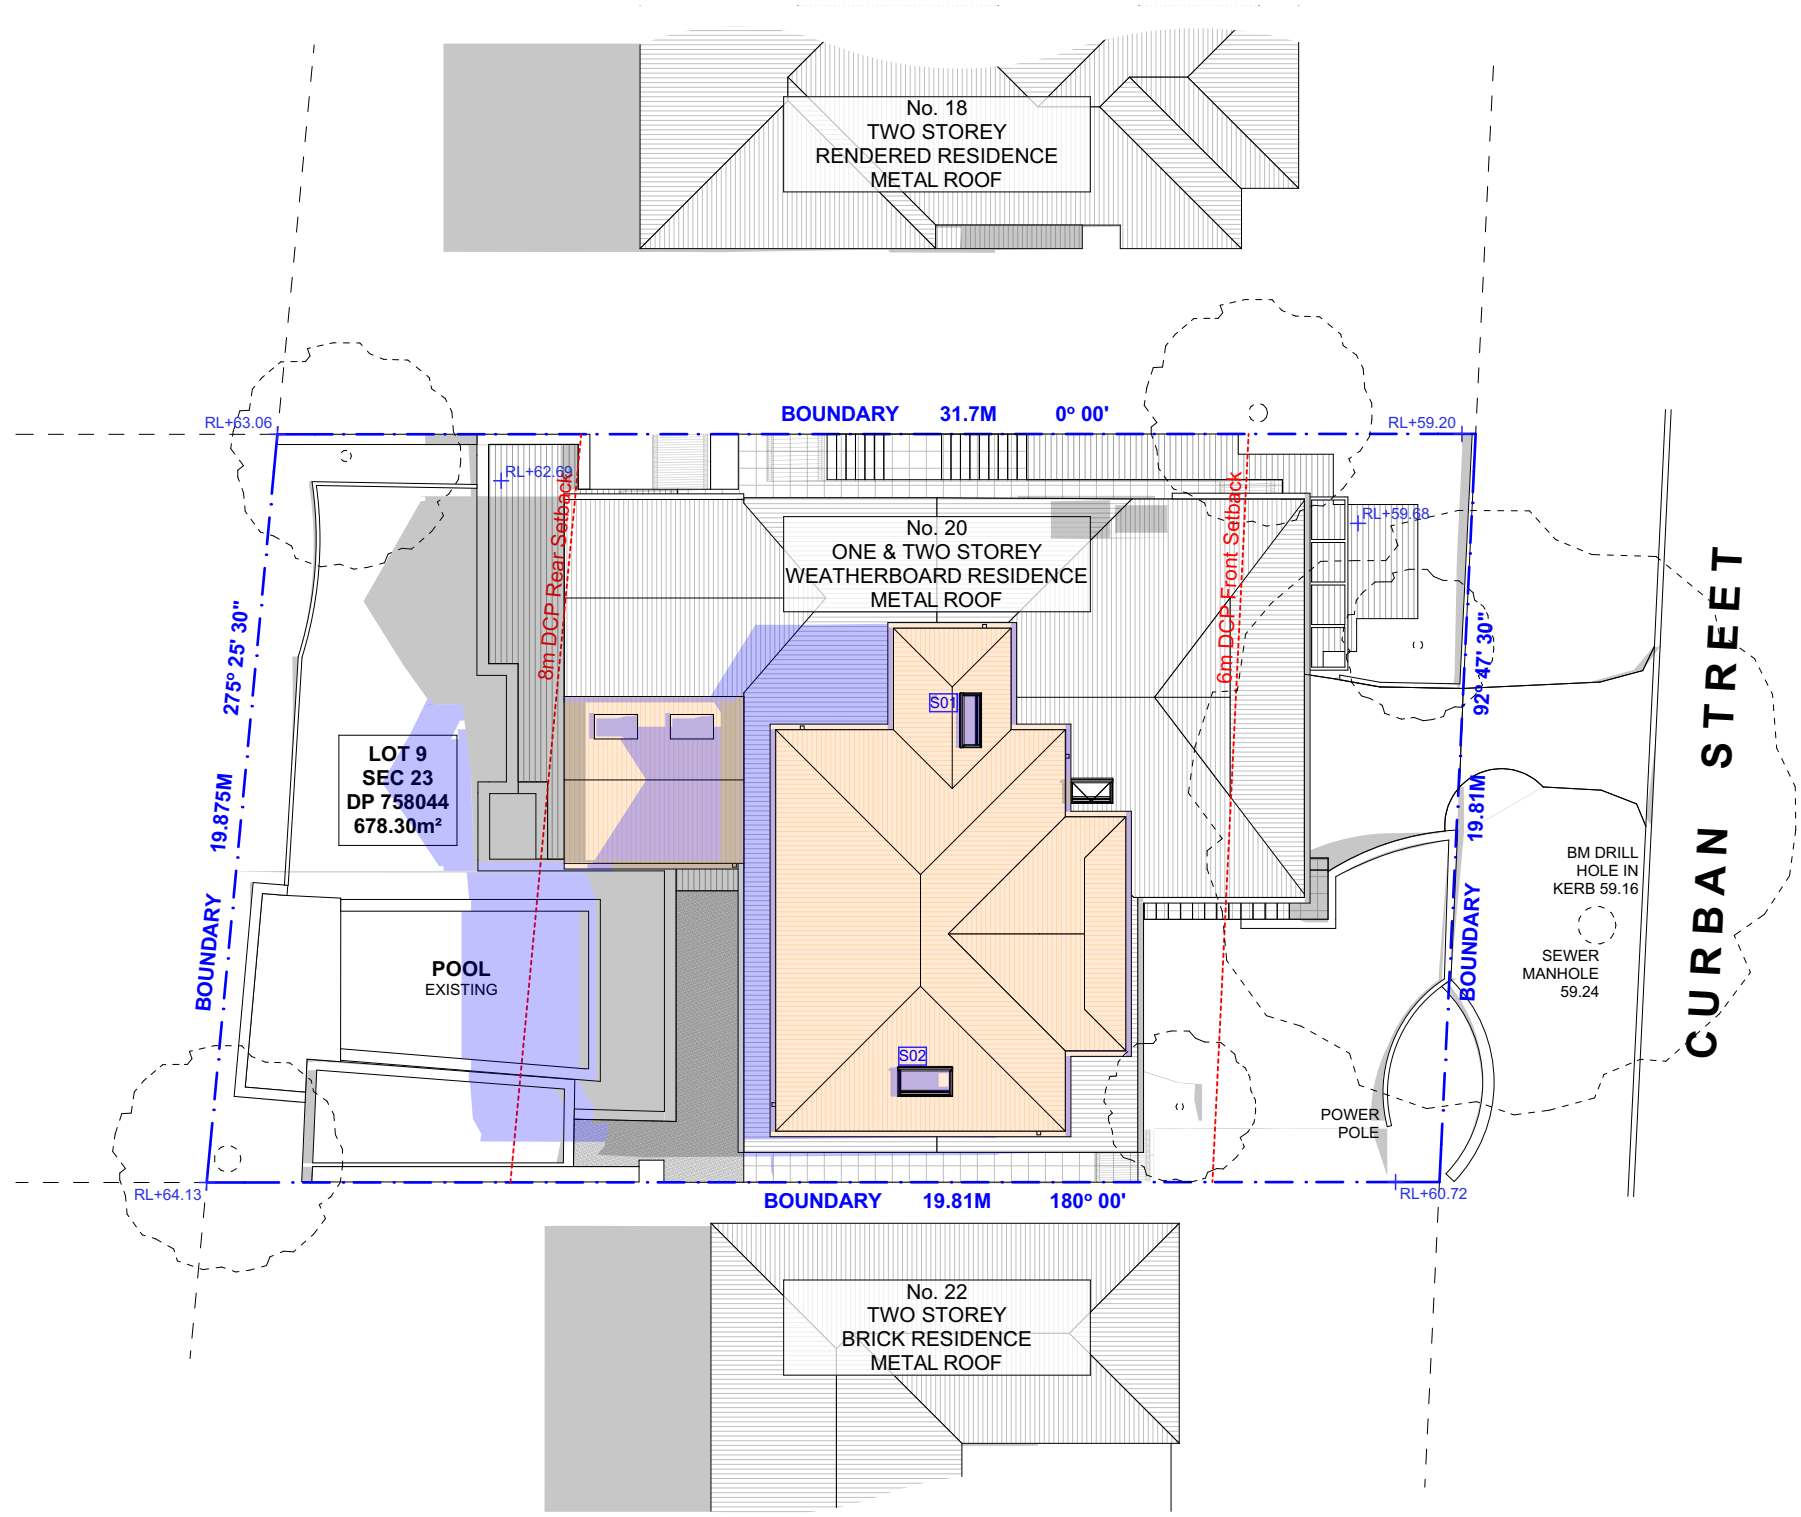 No. 18
TWO STOREY
RENDERED RESIDENCE
METAL ROOF
BOUNDARY 31.7M 0° 00'
RL+63.06
RL+59.20
RL+62.69
8m DCP Rear Setback
No. 20
ONE & TWO STOREY
WEATHERBOARD RESIDENCE
METAL ROOF
6m DCP Front Setback
RL+59.68
S01
LOT 9
SEC 23
DP 758044
678.30m²
BOUNDARY 19.875M 275° 25' 30"
BOUNDARY 19.81M 92° 47' 30"
CURBAN STREET
BM DRILL
HOLE IN
KERB 59.16
SEWER
MANHOLE
59.24
POOL
EXISTING
S02
POWER
POLE
RL+64.13
RL+60.72
BOUNDARY 19.81M 180° 00'
No. 22
TWO STOREY
BRICK RESIDENCE
METAL ROOF